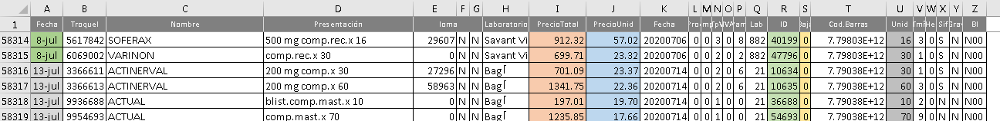 A B C D E F G H I J K L M N O P Q R S T U V W X Y Z
1 Fecha Troquel Nombre Presentación Ioma Laboratorio PrecioTotal PrecioUnid Fecha Lab ID Baja Cod.Barras Unid He Sif Grav BI
58314 8-jul 5617842 SOFERAX 500 mg comp.rec.x 16 29607 N N Savant Vi 912.32 57.02 20200706 0 0 3 0 8 882 40199 0 7.79803E+12 16 3 0 S N N00
58315 8-jul 6069002 VARINON comp.rec.x 30 0 N N Savant Vi 699.71 23.32 20200706 0 0 2 0 2 882 47796 0 7.79803E+12 30 1 0 S N N00
58316 13-jul 3366611 ACTINERVAL 200 mg comp.x 30 27296 N N Bag 701.09 23.37 20200714 0 0 2 0 6 21 10634 0 7.79038E+12 30 1 0 S N N00
58317 13-jul 3366613 ACTINERVAL 200 mg comp.x 60 58963 N N Bag 1341.75 22.36 20200714 0 0 2 0 6 21 10635 0 7.79038E+12 60 3 0 S N N00
58318 13-jul 9936688 ACTUAL blist.comp.mast.x 10 0 N N Bag 197.01 19.70 20200714 0 0 1 0 0 21 36688 0 7.79038E+12 10 2 0 N N N00
58319 13-jul 9954693 ACTUAL comp.mast.x 70 0 N N Bag 1235.85 17.66 20200714 0 0 1 0 0 21 54693 0 7.79038E+12 70 9 0 N N N00